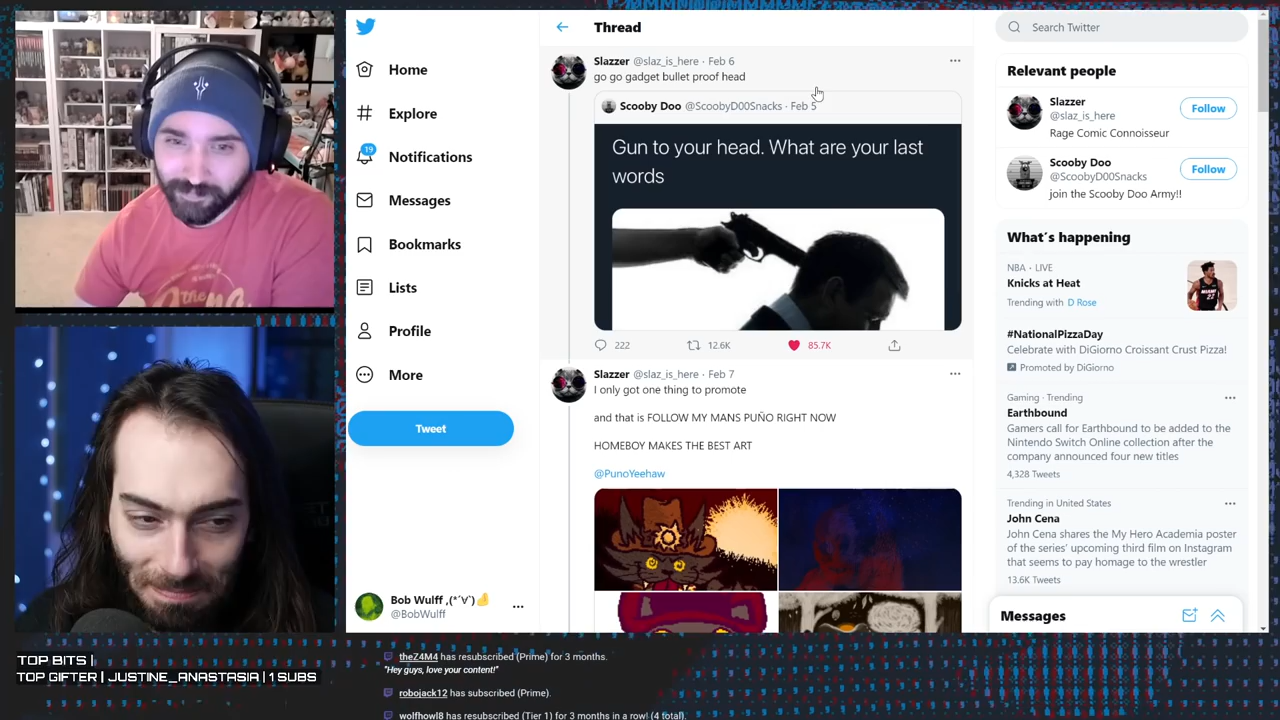 Home
Explore
19
Notifications
Messages
Bookmarks
Lists
Profile
More
Tweet
Bob Wulff ,(*´∀`)👍
@BobWulff
Thread
Slazzer @slaz_is_here · Feb 6
go go gadget bullet proof head
Scooby Doo @ScoobyD00Snacks · Feb 5
Gun to your head. What are your last
words
222
12.6K
85.7K
Slazzer @slaz_is_here · Feb 7
I only got one thing to promote
and that is FOLLOW MY MANS PUÑO RIGHT NOW
HOMEBOY MAKES THE BEST ART
@PunoYeehaw
Search Twitter
Relevant people
Slazzer
@slaz_is_here
Follow
Rage Comic Connoisseur
Scooby Doo
@ScoobyD00Snacks
Follow
join the Scooby Doo Army!!
What's happening
NBA · LIVE
Knicks at Heat
Trending with D Rose
#NationalPizzaDay
Celebrate with DiGiorno Croissant Crust Pizza!
Promoted by DiGiorno
Gaming · Trending
Earthbound
Gamers call for Earthbound to be added to the
Nintendo Switch Online collection after the
company announced four new titles
4,328 Tweets
Trending in United States
John Cena
John Cena shares the My Hero Academia poster
of the series' upcoming third film on Instagram
that seems to pay homage to the wrestler
13.6K Tweets
Messages
TOP BITS |
TOP GIFTER | JUSTINE_ANASTASIA | 1 SUBS
theZ4M4 has resubscribed (Prime) for 3 months.
"Hey guys, love your content!"
robojack12 has subscribed (Prime).
wolfhowl8 has resubscribed (Tier 1) for 3 months in a row! (4 total).